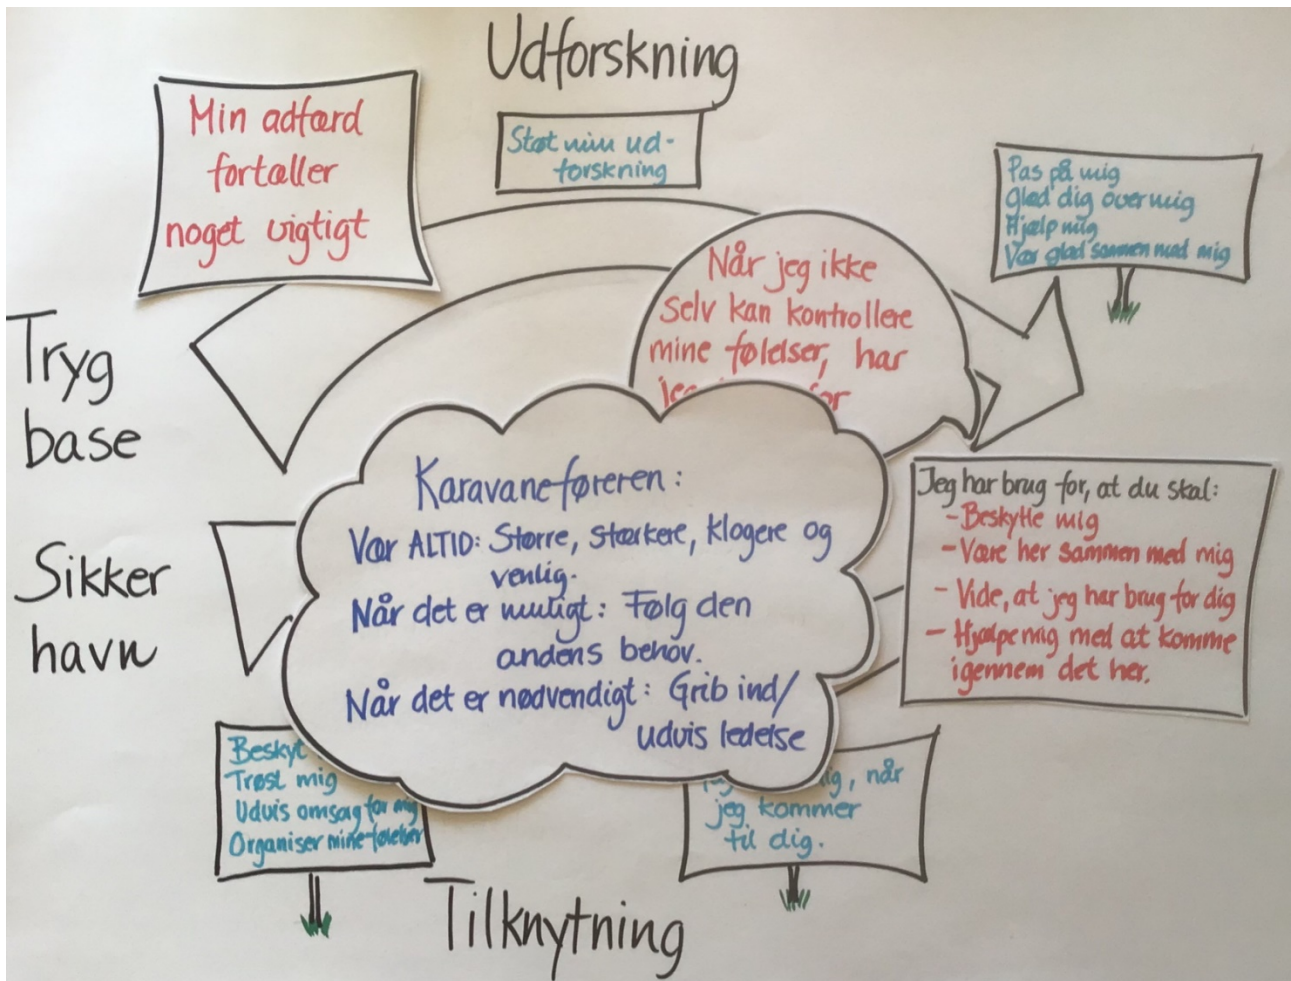 Udforskning
Min adfærd
fortæller
noget vigtigt
Støt min ud-
forskning
Pas på mig
Glæd dig over mig
Hjælp mig
Vær glad sammen med mig
Når jeg ikke
selv kan kontrollere
mine følelser, har
Tryg
base
Karavaneføreren:
Vær ALTID: Større, stærkere, klogere og
venlig.
Når det er muligt: Følg den
andens behov.
Når det er nødvendigt: Grib ind/
udvis ledelse
Jeg har brug for, at du skal:
- Beskytte mig
- Være her sammen med mig
- Vide, at jeg har brug for dig
- Hjælpe mig med at komme
igennem det her.
Sikker
havn
Beskyt
Trøst mig
Udvis omsorg for mig
Organiser mine følelser
, når
jeg kommer
til dig.
Tilknytning